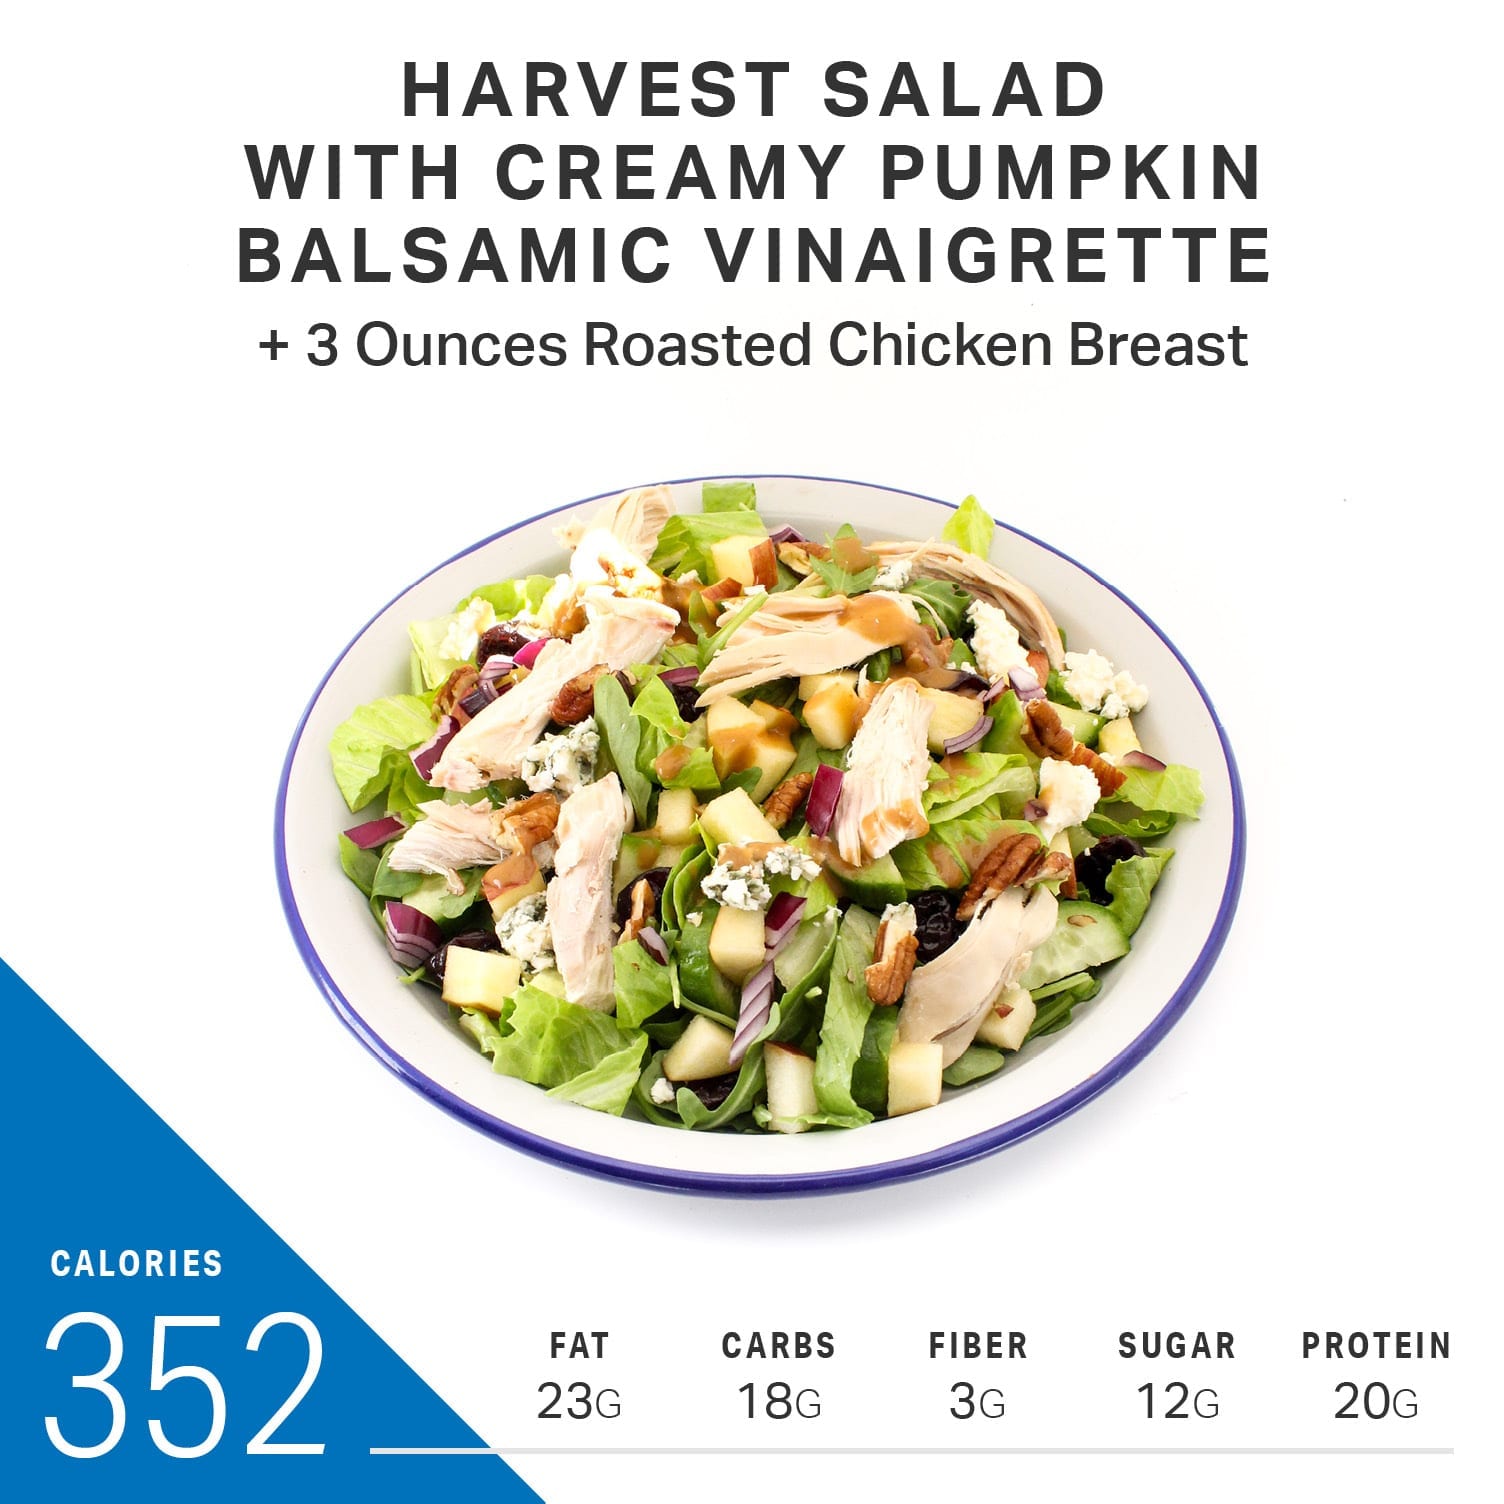 HARVEST SALAD
WITH CREAMY PUMPKIN
BALSAMIC VINAIGRETTE
+ 3 Ounces Roasted Chicken Breast
CALORIES
352
FAT CARBS FIBER SUGAR PROTEIN
23G 18G 3G 12G 20G